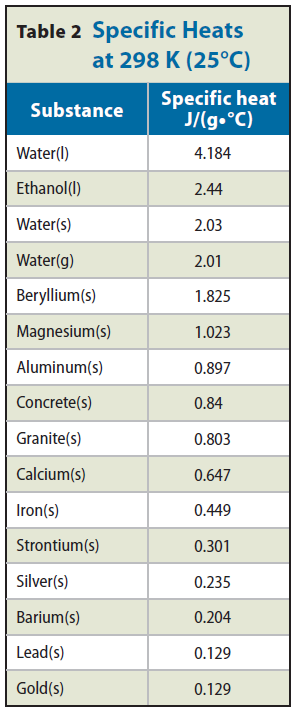 Table 2 Specific Heats
at 298 K (25°C)
Substance
Specific heat
J/(g•°C)
Water(l) 4.184
Ethanol(l) 2.44
Water(s) 2.03
Water(g) 2.01
Beryllium(s) 1.825
Magnesium(s) 1.023
Aluminum(s) 0.897
Concrete(s) 0.84
Granite(s) 0.803
Calcium(s) 0.647
Iron(s) 0.449
Strontium(s) 0.301
Silver(s) 0.235
Barium(s) 0.204
Lead(s) 0.129
Gold(s) 0.129